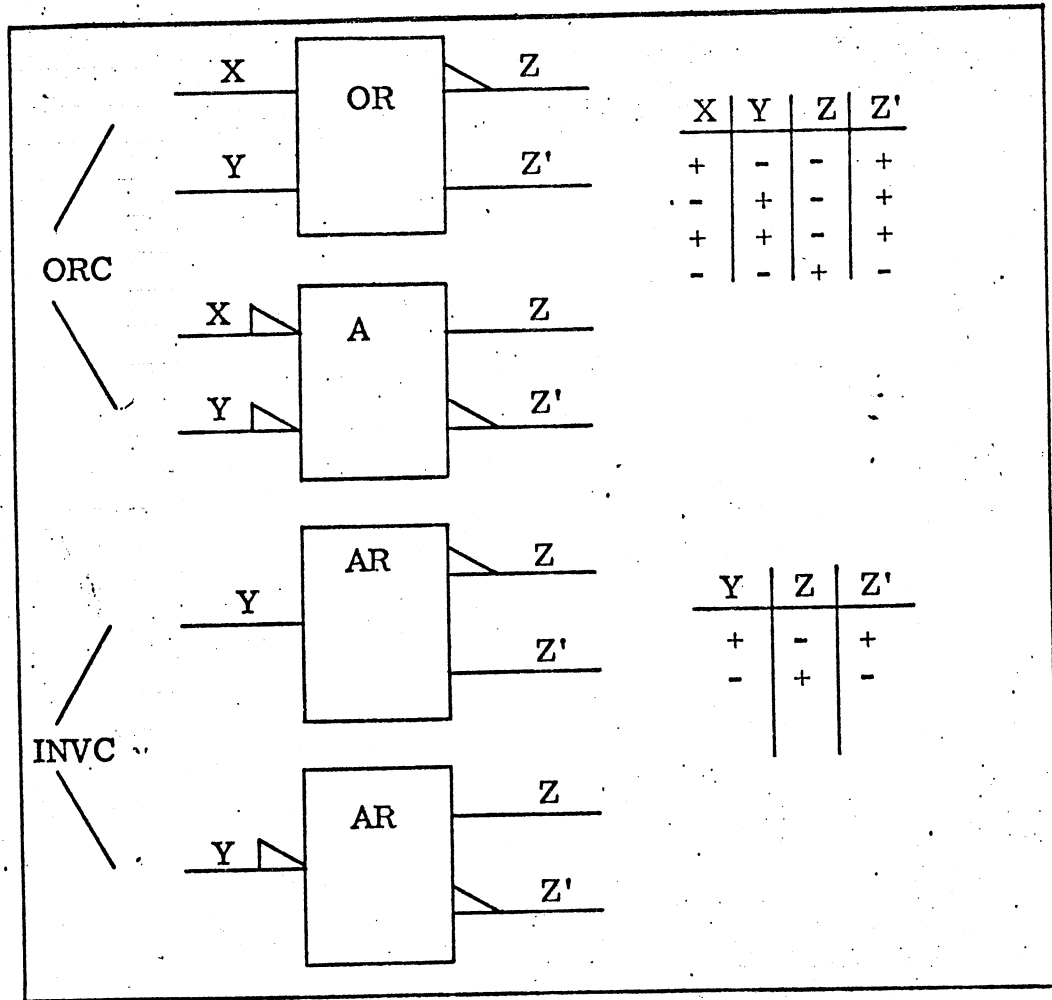 X
OR
Z
Y
Z'
X Y Z Z'
+ - - +
- + - +
+ + - +
- - + -
ORC
X
A
Z
Y
Z'
AR
Z
Y
Z'
Y Z Z'
+ - +
- + -
INVC
AR
Z
Y
Z'